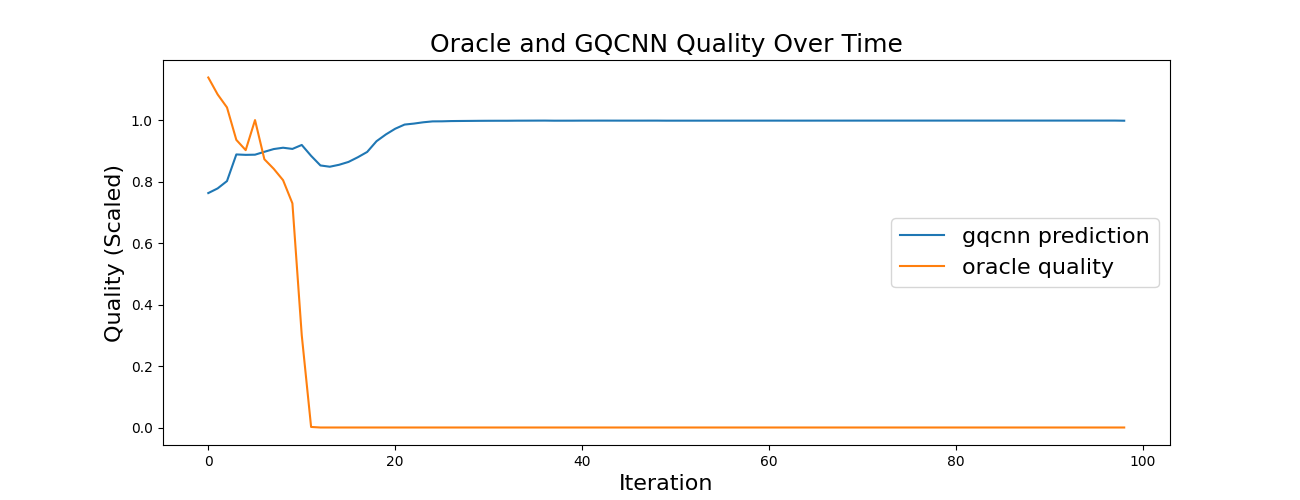 Oracle and GQCNN Quality Over Time
Quality (Scaled)
1.0
0.8
0.6
0.4
0.2
0.0
gqcnn prediction
oracle quality
0 20 40 60 80 100
Iteration